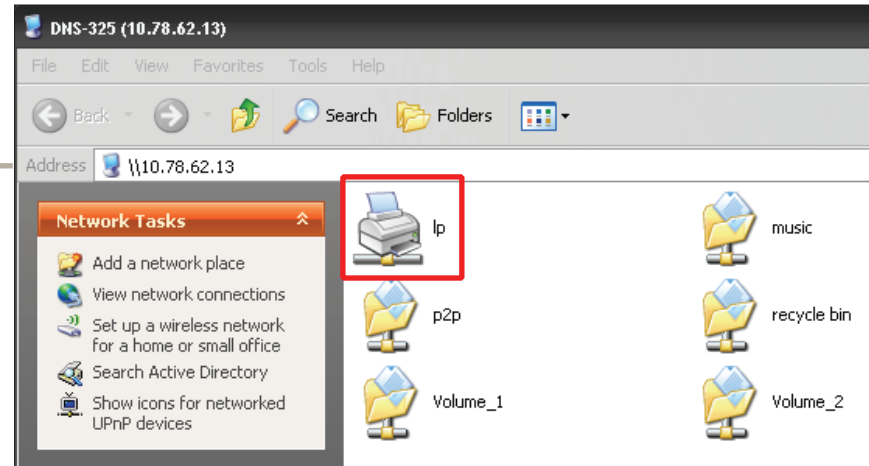 DNS-325 (10.78.62.13)
File Edit View Favorites Tools Help
Back Search Folders
Address \\10.78.62.13
Network Tasks
Add a network place
View network connections
Set up a wireless network
for a home or small office
Search Active Directory
Show icons for networked
UPnP devices
lp music
p2p recycle bin
Volume_1 Volume_2